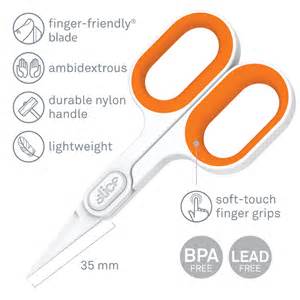 finger-friendly®
blade
ambidextrous
durable nylon
handle
lightweight
slice
soft-touch
finger grips
35 mm
BPA
FREE
LEAD
FREE